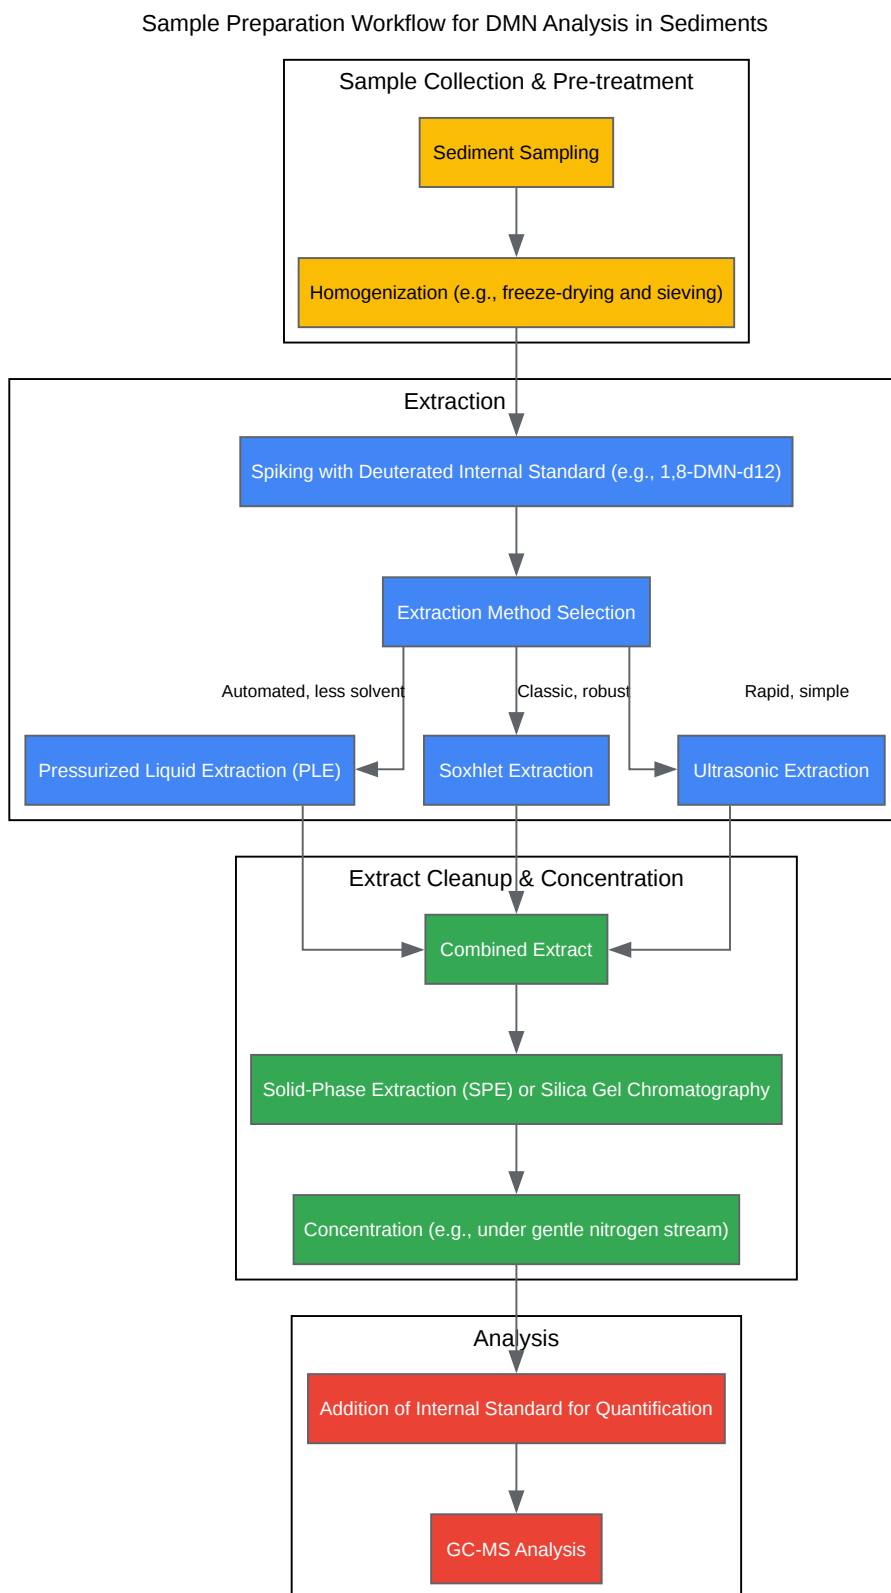 Sample Preparation Workflow for DMN Analysis in Sediments
Sample Collection & Pre-treatment
Sediment Sampling
Homogenization (e.g., freeze-drying and sieving)
Extraction
Spiking with Deuterated Internal Standard (e.g., 1,8-DMN-d12)
Extraction Method Selection
Automated, less solvent
Classic, robust
Rapid, simple
Pressurized Liquid Extraction (PLE)
Soxhlet Extraction
Ultrasonic Extraction
Extract Cleanup & Concentration
Combined Extract
Solid-Phase Extraction (SPE) or Silica Gel Chromatography
Concentration (e.g., under gentle nitrogen stream)
Analysis
Addition of Internal Standard for Quantification
GC-MS Analysis